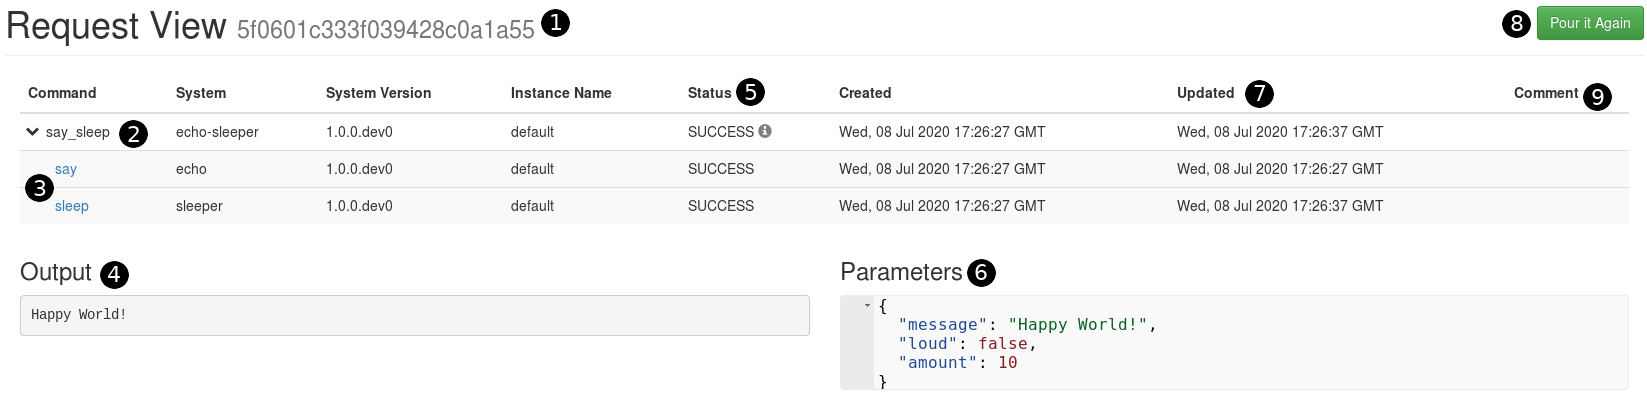 Request View 5f0601c333f039428c0a1a55 1 8 Pour it Again
Command System System Version Instance Name Status 5 Created Updated 7 Comment 9
say_sleep 2 echo-sleeper 1.0.0.dev0 default SUCCESS Wed, 08 Jul 2020 17:26:27 GMT Wed, 08 Jul 2020 17:26:37 GMT
say echo 1.0.0.dev0 default SUCCESS Wed, 08 Jul 2020 17:26:27 GMT Wed, 08 Jul 2020 17:26:27 GMT
3
sleep sleeper 1.0.0.dev0 default SUCCESS Wed, 08 Jul 2020 17:26:27 GMT Wed, 08 Jul 2020 17:26:37 GMT
Output 4
Happy World!
Parameters 6
{
"message": "Happy World!",
"loud": false,
"amount": 10
}